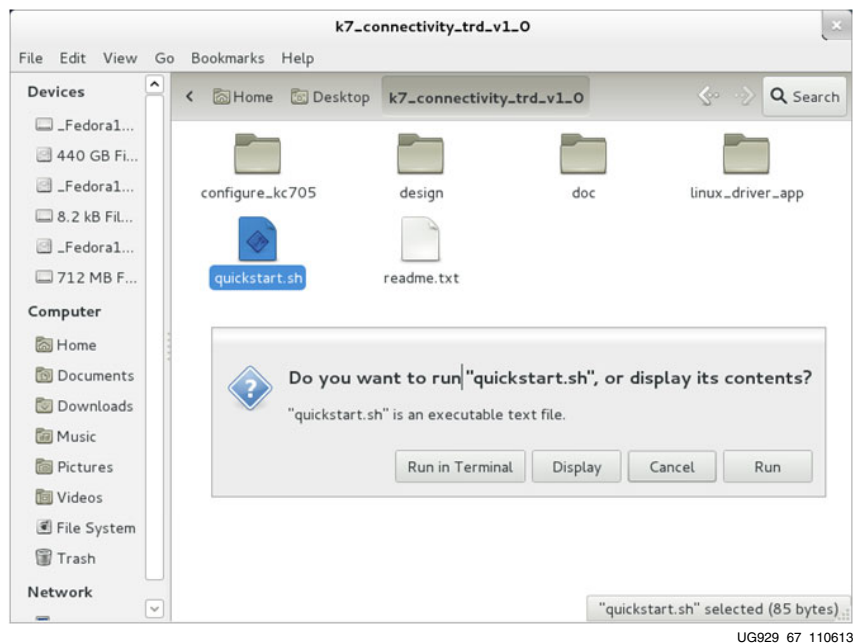 k7_connectivity_trd_v1_0
File Edit View Go Bookmarks Help
Devices
_Fedora1...
440 GB Fi...
_Fedora1...
8.2 kB Fil...
_Fedora1...
712 MB F...
Computer
Home
Documents
Downloads
Music
Pictures
Videos
File System
Trash
Network
Home Desktop k7_connectivity_trd_v1_0 Search
configure_kc705 design doc linux_driver_app
quickstart.sh readme.txt
Do you want to run "quickstart.sh", or display its contents?
"quickstart.sh" is an executable text file.
Run in Terminal Display Cancel Run
"quickstart.sh" selected (85 bytes)
UG929_67_110613